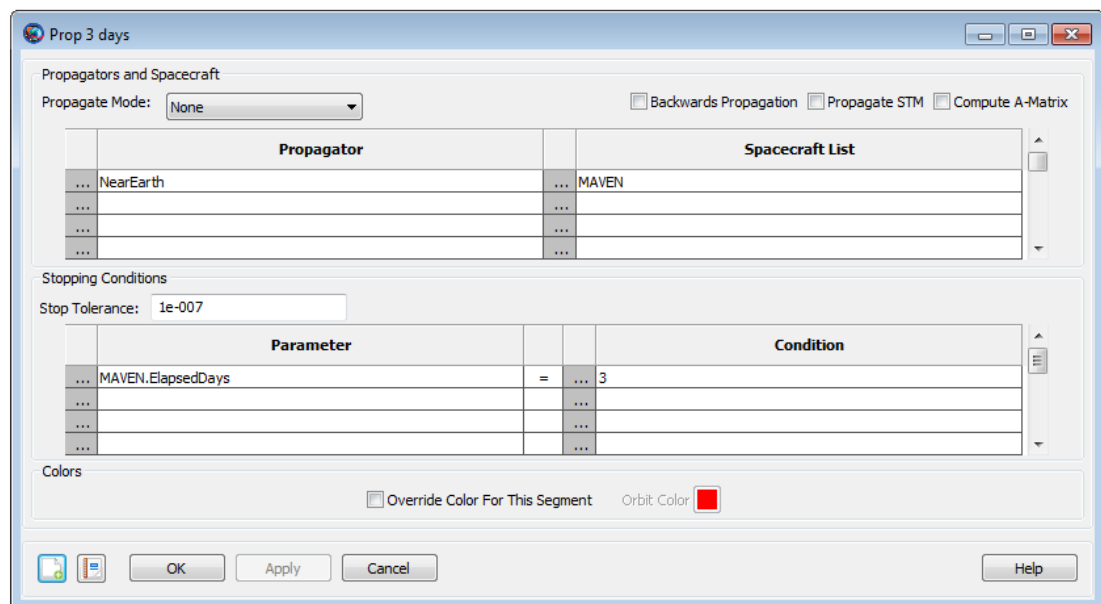 Prop 3 days
Propagators and Spacecraft
Propagate Mode: None Backwards Propagation Propagate STM Compute A-Matrix
Propagator Spacecraft List
... NearEarth ... MAVEN
... ...
... ...
... ...
Stopping Conditions
Stop Tolerance: 1e-007
Parameter Condition
... MAVEN.ElapsedDays = ... 3
... ...
... ...
... ...
Colors
Override Color For This Segment Orbit Color
OK Apply Cancel Help